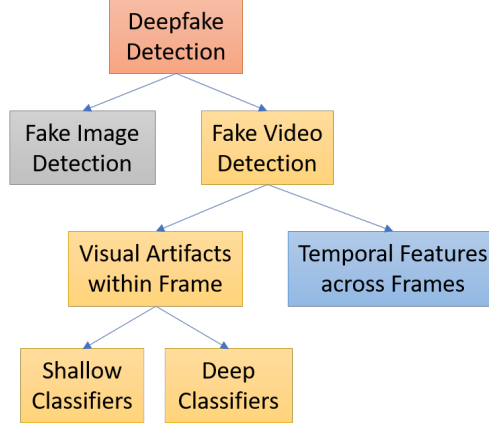 Deepfake
Detection
Fake Image
Detection
Fake Video
Detection
Visual Artifacts
within Frame
Temporal Features
across Frames
Shallow
Classifiers
Deep
Classifiers